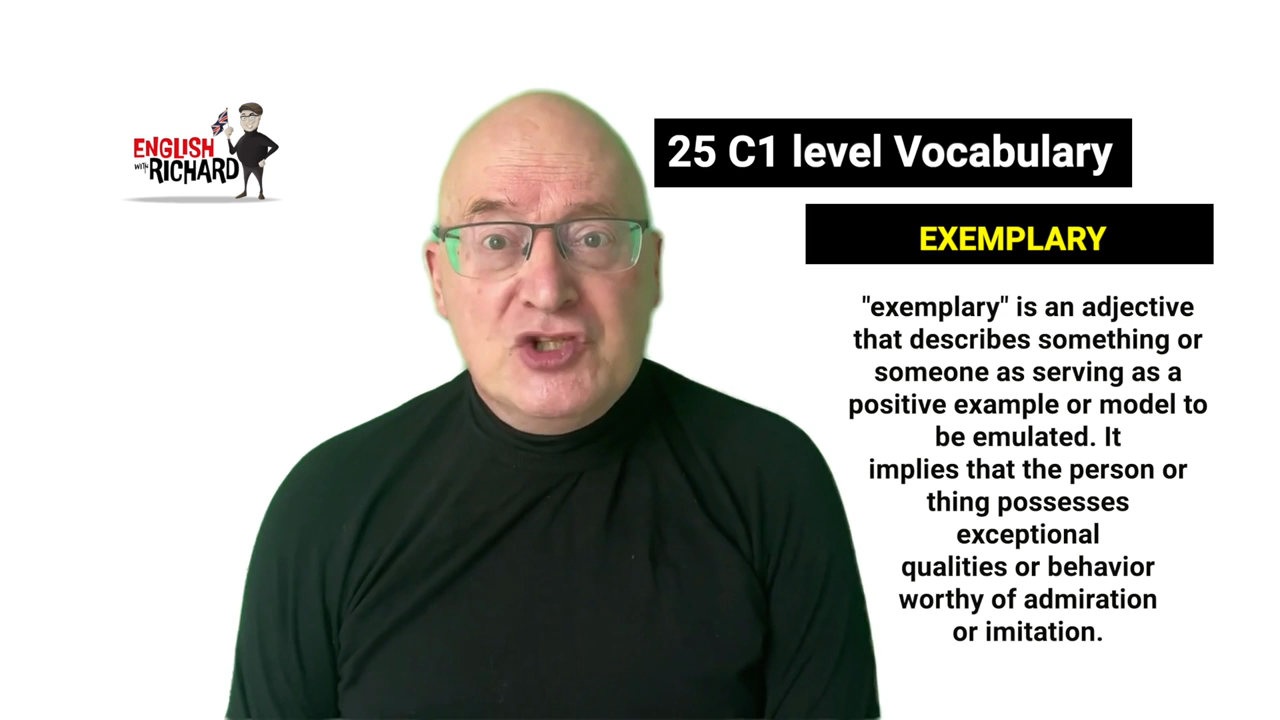 ENGLISH
WITH RICHARD
25 C1 level Vocabulary
EXEMPLARY
"exemplary" is an adjective
that describes something or
someone as serving as a
positive example or model to
be emulated. It
implies that the person or
thing possesses
exceptional
qualities or behavior
worthy of admiration
or imitation.